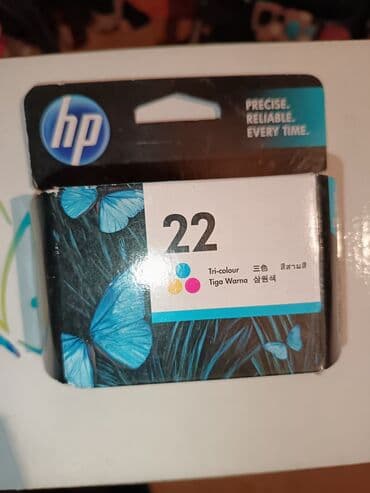 hp
PRECISE.
RELIABLE.
EVERY TIME.
22
Tri-colour 三色 สีสามสี
Tiga Warna 삼원색